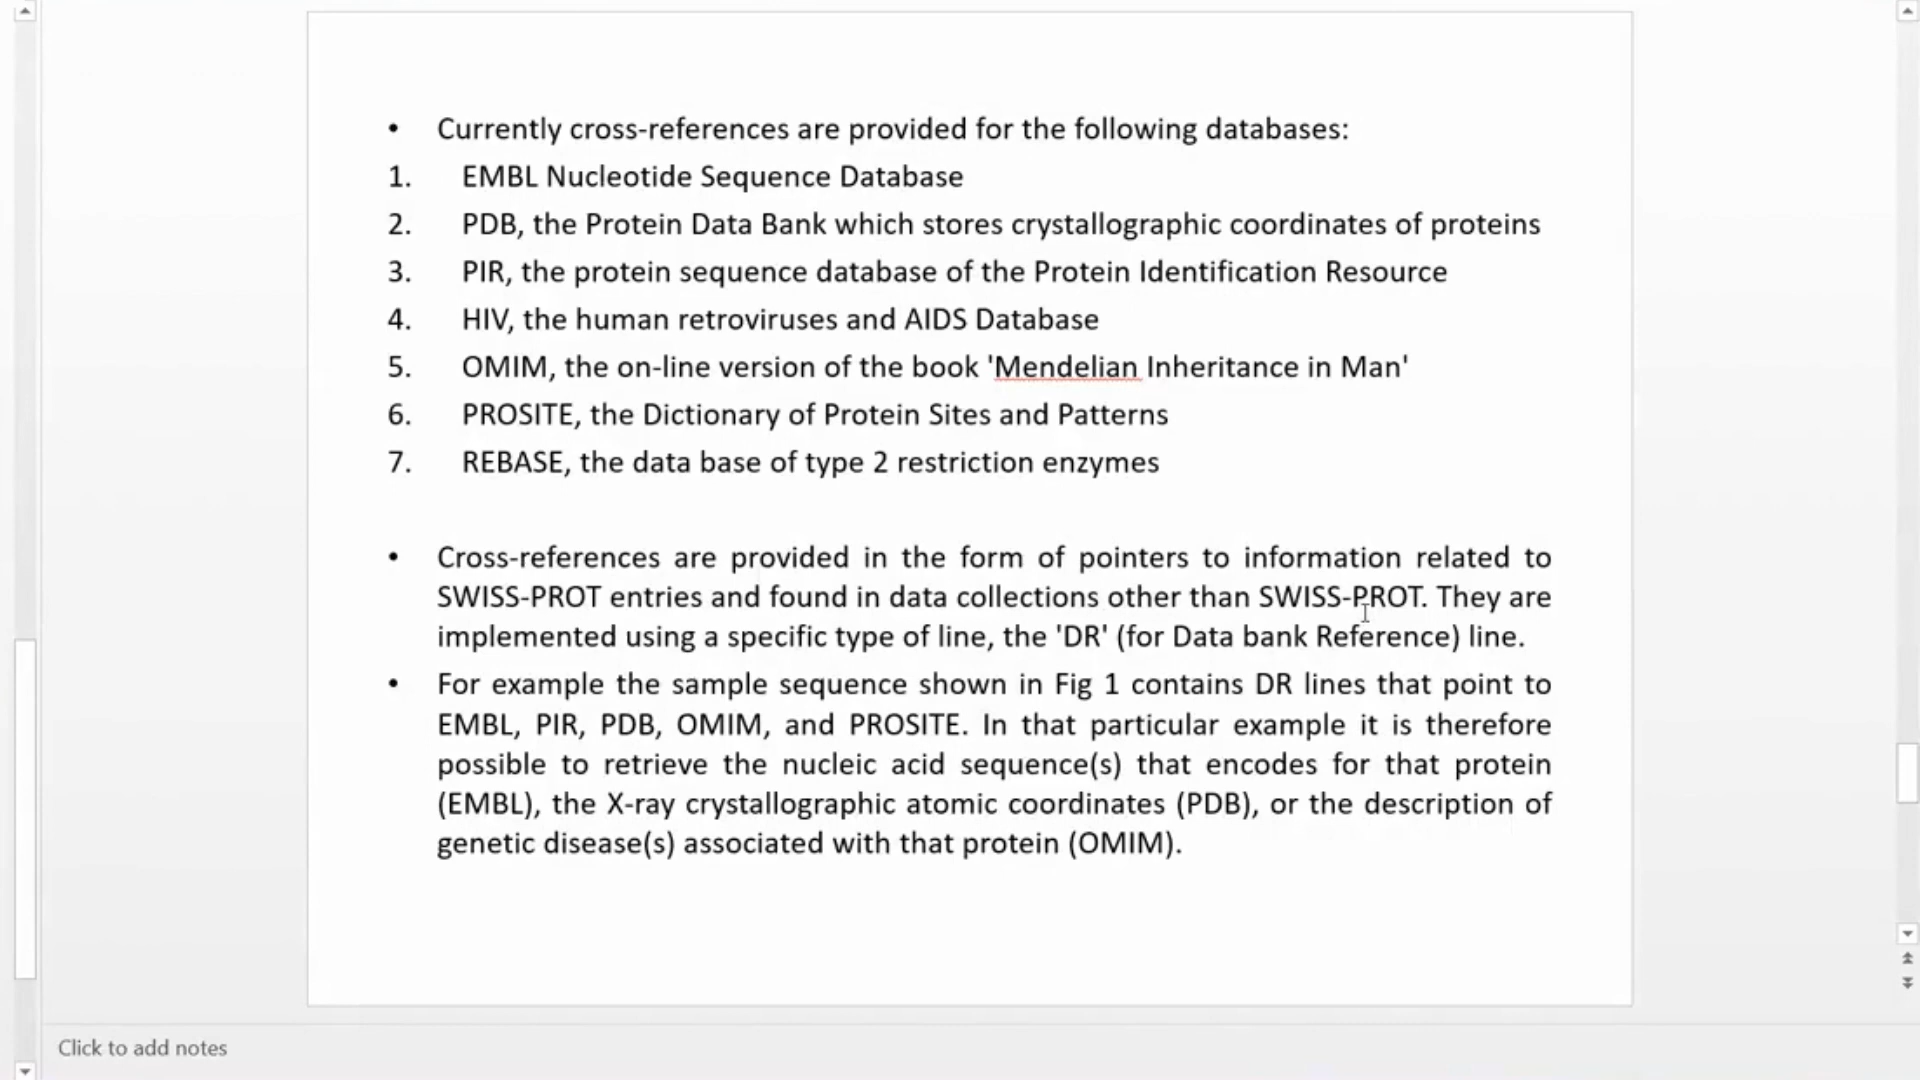 • Currently cross-references are provided for the following databases:
1. EMBL Nucleotide Sequence Database
2. PDB, the Protein Data Bank which stores crystallographic coordinates of proteins
3. PIR, the protein sequence database of the Protein Identification Resource
4. HIV, the human retroviruses and AIDS Database
5. OMIM, the on-line version of the book 'Mendelian Inheritance in Man'
6. PROSITE, the Dictionary of Protein Sites and Patterns
7. REBASE, the data base of type 2 restriction enzymes
• Cross-references are provided in the form of pointers to information related to
SWISS-PROT entries and found in data collections other than SWISS-PROT. They are
implemented using a specific type of line, the 'DR' (for Data bank Reference) line.
• For example the sample sequence shown in Fig 1 contains DR lines that point to
EMBL, PIR, PDB, OMIM, and PROSITE. In that particular example it is therefore
possible to retrieve the nucleic acid sequence(s) that encodes for that protein
(EMBL), the X-ray crystallographic atomic coordinates (PDB), or the description of
genetic disease(s) associated with that protein (OMIM).
Click to add notes